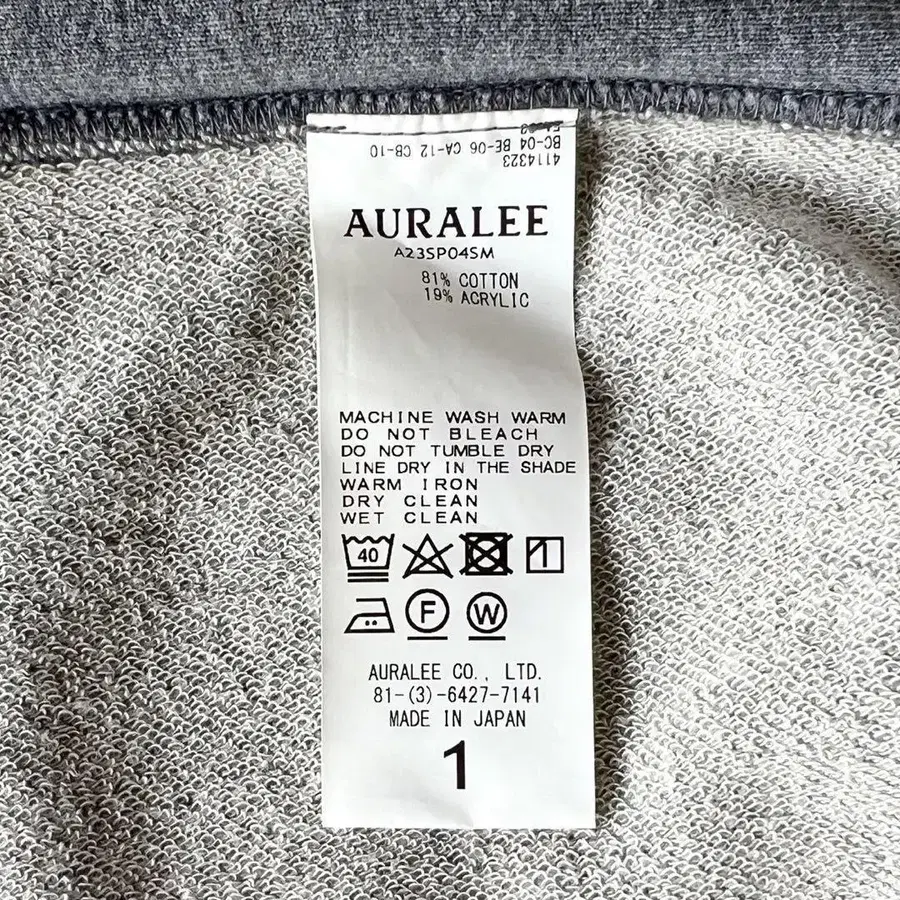 4114323
BC-04 BE-06 CA-12 CB-10
AURALEE
A23SP04SM
81% COTTON
19% ACRYLIC
MACHINE WASH WARM
DO NOT BLEACH
DO NOT TUMBLE DRY
LINE DRY IN THE SHADE
WARM IRON
DRY CLEAN
WET CLEAN
40
F
W
AURALEE CO., LTD.
81-(3)-6427-7141
MADE IN JAPAN
1